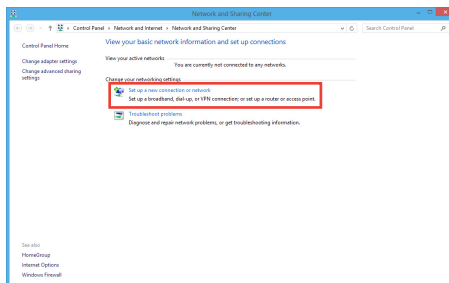 Network and Sharing Center
Control Panel › Network and Internet › Network and Sharing Center
Search Control Panel
Control Panel Home
Change adapter settings
Change advanced sharing
settings
View your basic network information and set up connections
View your active networks
You are currently not connected to any networks.
Change your networking settings
Set up a new connection or network
Set up a broadband, dial-up, or VPN connection; or set up a router or access point.
Troubleshoot problems
Diagnose and repair network problems, or get troubleshooting information.
See also
HomeGroup
Internet Options
Windows Firewall